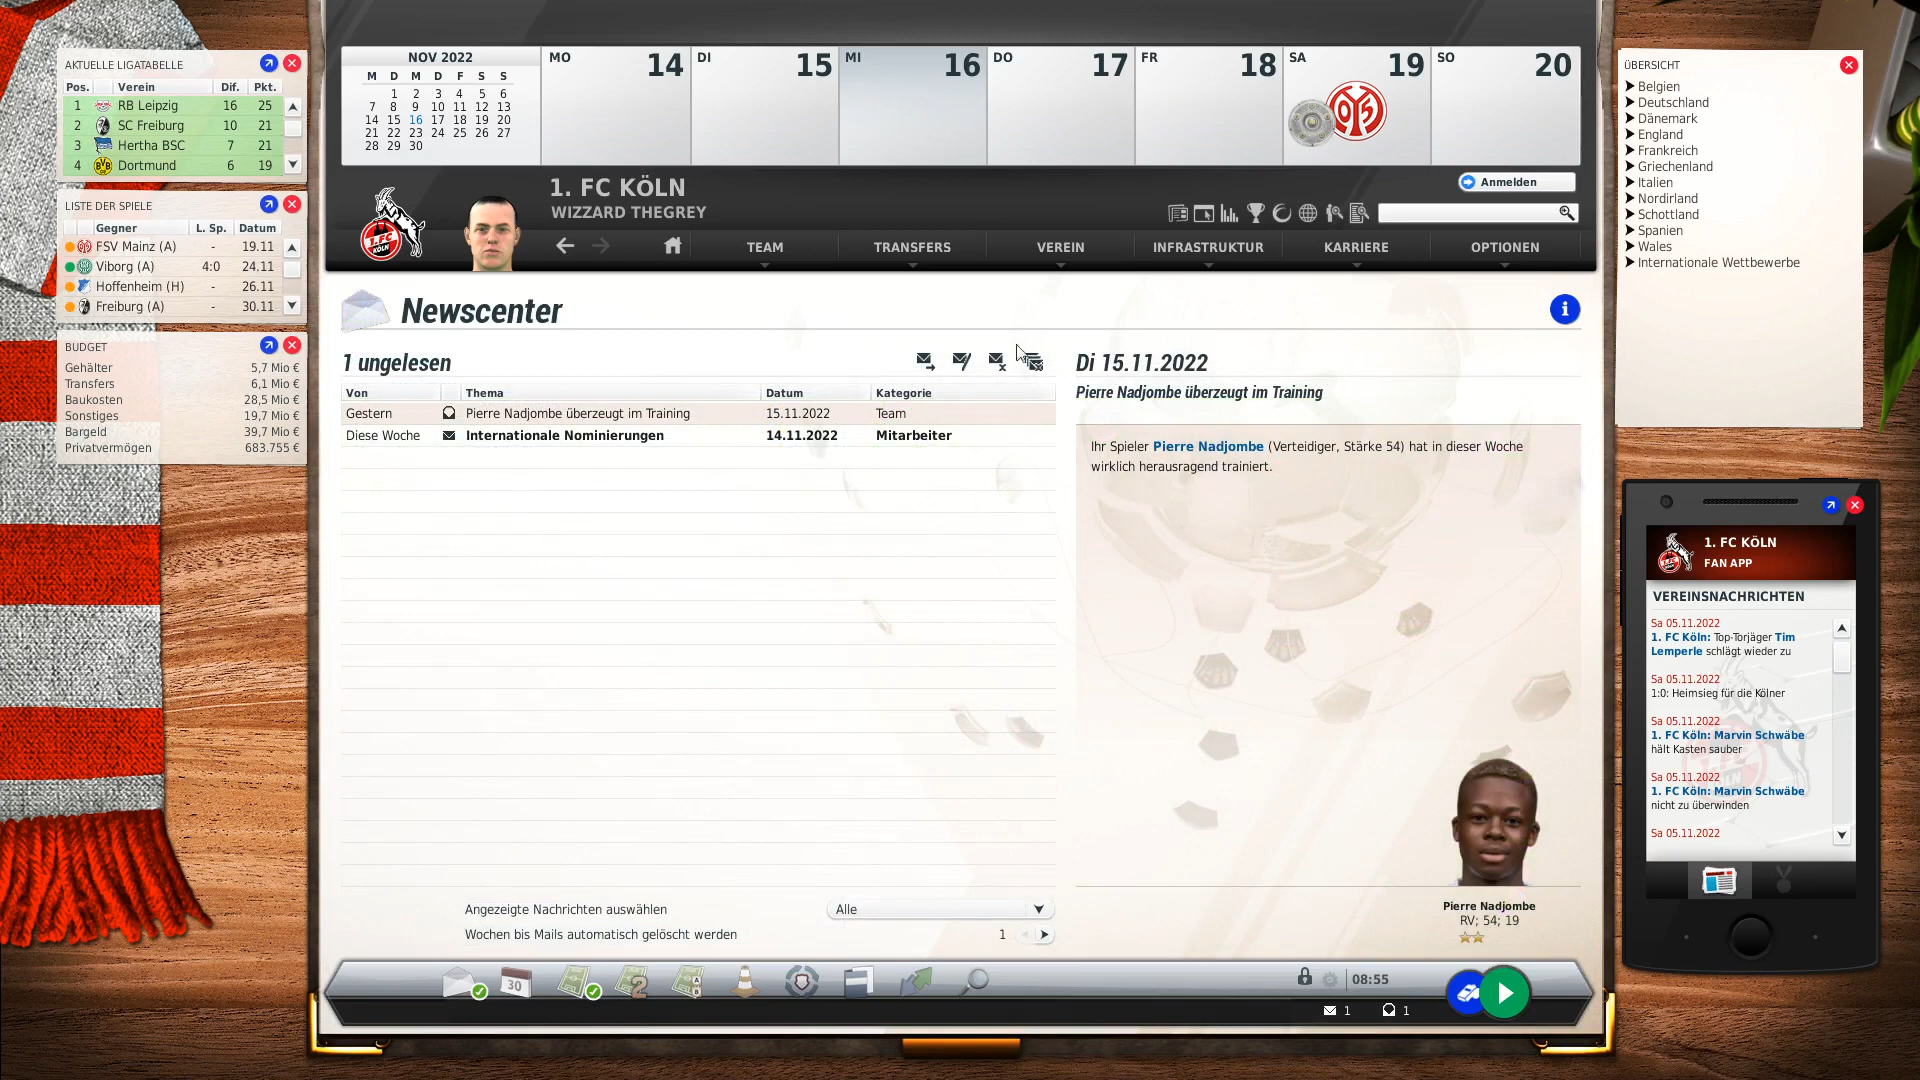 AKTUELLE LIGATABELLE
Pos. Verein Dif. Pkt.
1 RB Leipzig 16 25
2 SC Freiburg 10 21
3 Hertha BSC 7 21
4 Dortmund 6 19
LISTE DER SPIELE
Gegner L. Sp. Datum
FSV Mainz (A) - 19.11
Viborg (A) 4:0 24.11
Hoffenheim (H) - 26.11
Freiburg (A) - 30.11
BUDGET
Gehälter 5,7 Mio €
Transfers 6,1 Mio €
Baukosten 28,5 Mio €
Sonstiges 19,7 Mio €
Bargeld 39,7 Mio €
Privatvermögen 683.755 €
NOV 2022
M D M D F S S
1 2 3 4 5 6
7 8 9 10 11 12 13
14 15 16 17 18 19 20
21 22 23 24 25 26 27
28 29 30
MO 14 DI 15 MI 16 DO 17 FR 18 SA 19 SO 20
1. FC KÖLN
WIZZARD THEGREY
Anmelden
TEAM TRANSFERS VEREIN INFRASTRUKTUR KARRIERE OPTIONEN
Newscenter
1 ungelesen
Von Thema Datum Kategorie
Gestern Pierre Nadjombe überzeugt im Training 15.11.2022 Team
Diese Woche Internationale Nominierungen 14.11.2022 Mitarbeiter
Angezeigte Nachrichten auswählen Alle
Wochen bis Mails automatisch gelöscht werden 1
Di 15.11.2022
Pierre Nadjombe überzeugt im Training
Ihr Spieler Pierre Nadjombe (Verteidiger, Stärke 54) hat in dieser Woche
wirklich herausragend trainiert.
Pierre Nadjombe
RV; 54; 19
30
2
08:55
1 1
ÜBERSICHT
Belgien
Deutschland
Dänemark
England
Frankreich
Griechenland
Italien
Nordirland
Schottland
Spanien
Wales
Internationale Wettbewerbe
1. FC KÖLN
FAN APP
VEREINSNACHRICHTEN
Sa 05.11.2022
1. FC Köln: Top-Torjäger Tim
Lemperle schlägt wieder zu
Sa 05.11.2022
1:0: Heimsieg für die Kölner
Sa 05.11.2022
1. FC Köln: Marvin Schwäbe
hält Kasten sauber
Sa 05.11.2022
1. FC Köln: Marvin Schwäbe
nicht zu überwinden
Sa 05.11.2022